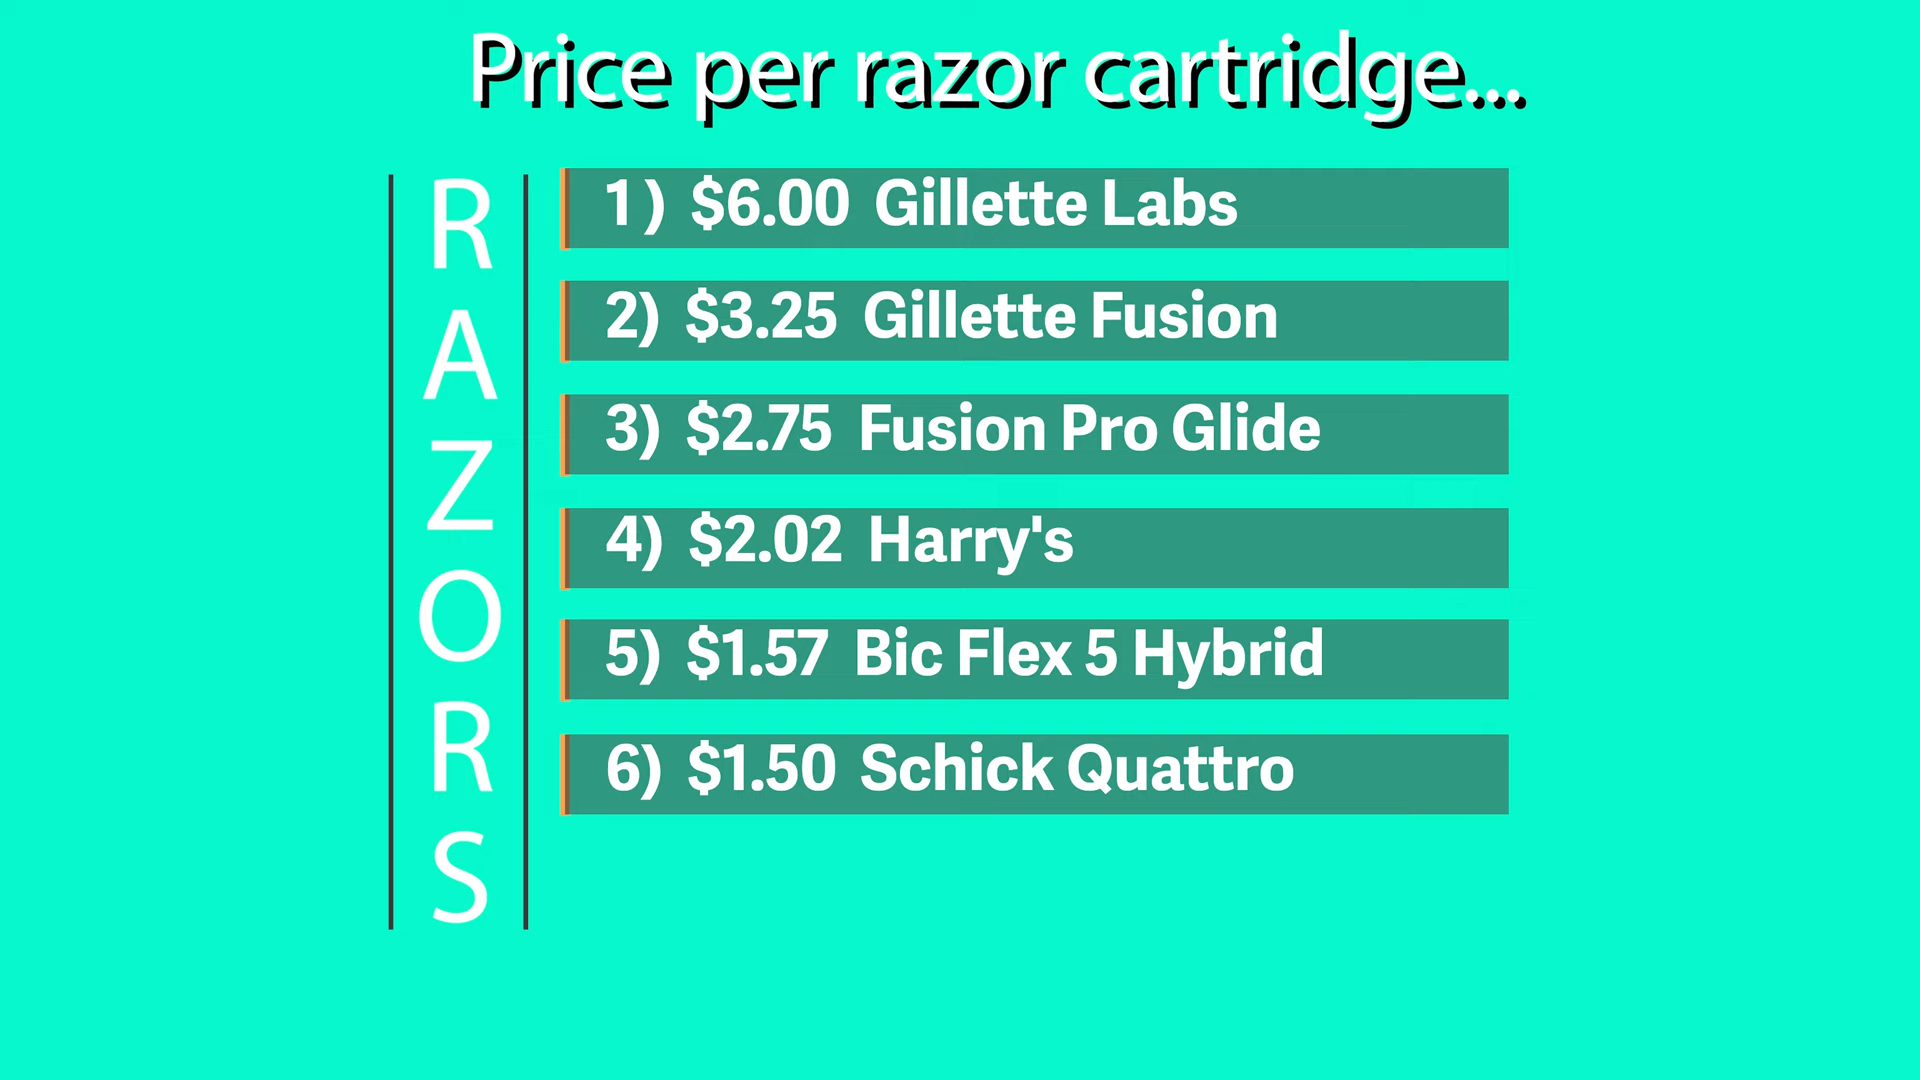 Price per razor cartridge...
RAZORS
1) $6.00 Gillette Labs
2) $3.25 Gillette Fusion
3) $2.75 Fusion Pro Glide
4) $2.02 Harry's
5) $1.57 Bic Flex 5 Hybrid
6) $1.50 Schick Quattro